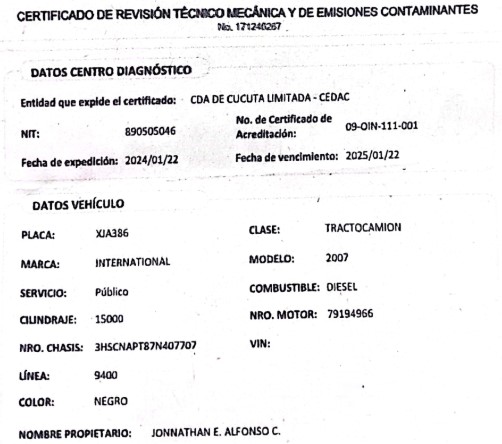 CERTIFICADO DE REVISIÓN TÉCNICO MECÁNICA Y DE EMISIONES CONTAMINANTES
No. 171240267
DATOS CENTRO DIAGNÓSTICO
Entidad que expide el certificado: CDA DE CUCUTA LIMITADA - CEDAC
NIT: 890505046 No. de Certificado de Acreditación: 09-OIN-111-001
Fecha de expedición: 2024/01/22 Fecha de vencimiento: 2025/01/22
DATOS VEHÍCULO
PLACA: XJA386 CLASE: TRACTOCAMION
MARCA: INTERNATIONAL MODELO: 2007
SERVICIO: Público COMBUSTIBLE: DIESEL
CILINDRAJE: 15000 NRO. MOTOR: 79194966
NRO. CHASIS: 3HSCNAPT87N407707 VIN:
LÍNEA: 9400
COLOR: NEGRO
NOMBRE PROPIETARIO: JONNATHAN E. ALFONSO C.